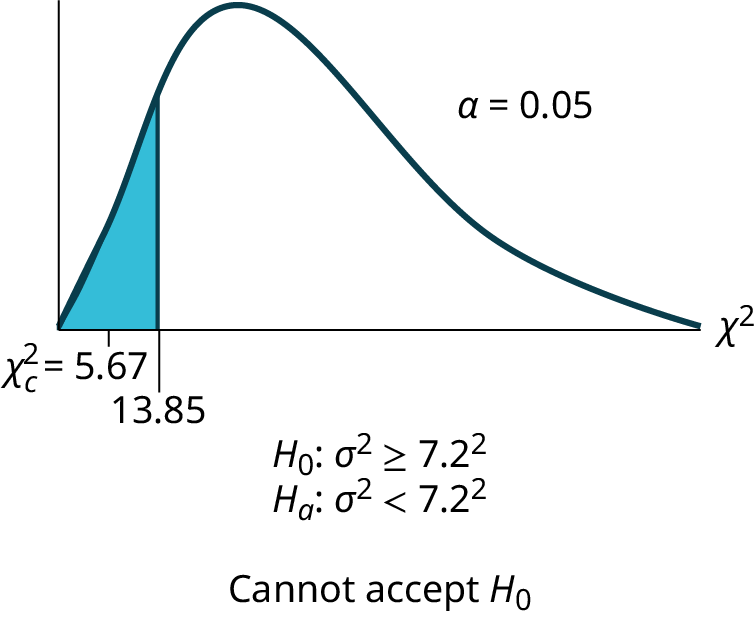 α = 0.05
χ²
χ²c = 5.67
13.85
H₀: σ² ≥ 7.2²
Hₐ: σ² < 7.2²
Cannot accept H₀